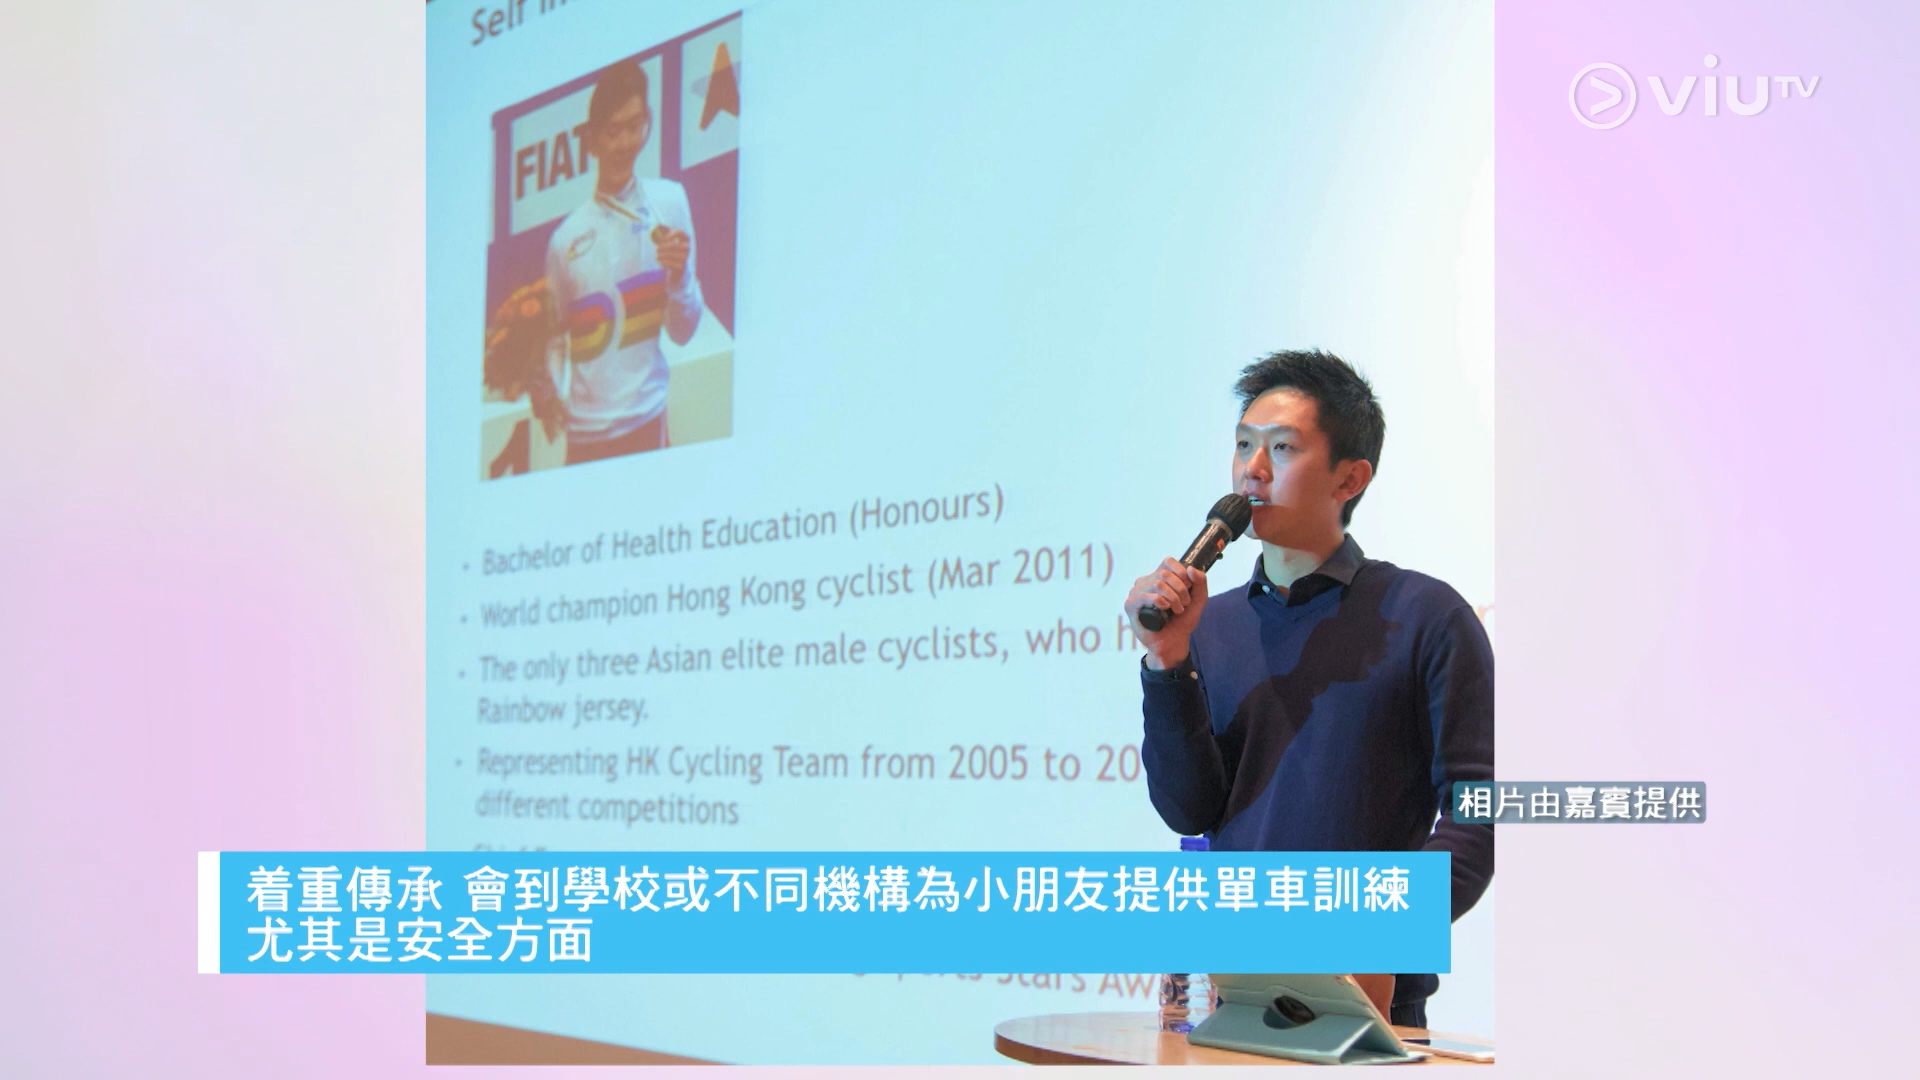 Self
viuTV
FIAT
Bachelor of Health Education (Honours)
World champion Hong Kong cyclist (Mar 2011)
The only three Asian elite male cyclists, who h
Rainbow jersey.
Representing HK Cycling Team from 2005 to 20
different competitions
相片由嘉賓提供
着重傳承 會到學校或不同機構為小朋友提供單車訓練
尤其是安全方面
Stars Aw